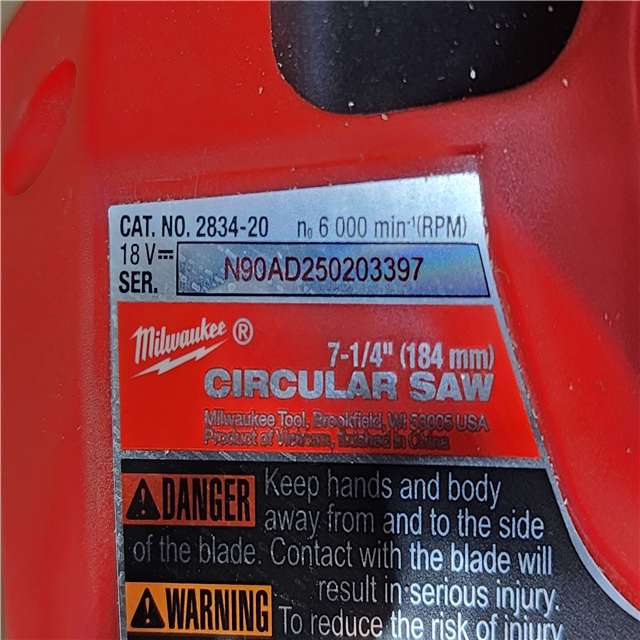 CAT. NO. 2834-20 n₀ 6 000 min⁻¹(RPM)
18 V⎓
SER. N90AD250203397
Milwaukee®
7-1/4" (184 mm)
CIRCULAR SAW
Milwaukee Tool, Brookfield, WI 53005 USA
Product of Vietnam, finished in China
DANGER Keep hands and body
away from and to the side
of the blade. Contact with the blade will
result in serious injury.
WARNING To reduce the risk of injury